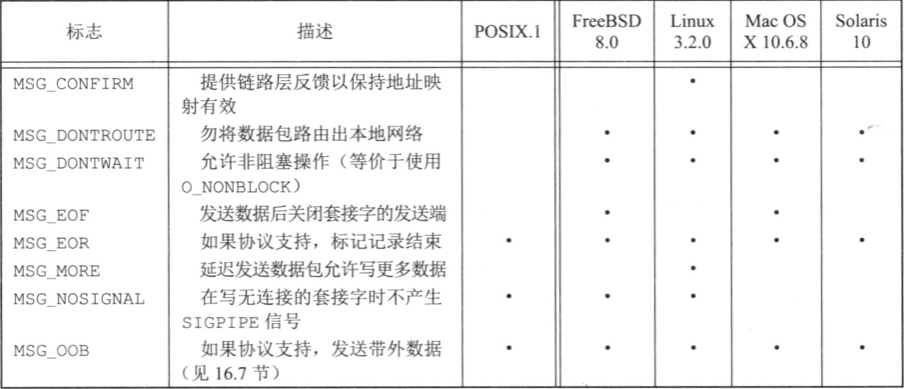 标志 描述 POSIX.1 FreeBSD 8.0 Linux 3.2.0 Mac OS X 10.6.8 Solaris 10
MSG_CONFIRM 提供链路层反馈以保持地址映 •
射有效
MSG_DONTROUTE 勿将数据包路由出本地网络 • • • •
MSG_DONTWAIT 允许非阻塞操作（等价于使用 • • • •
O_NONBLOCK）
MSG_EOF 发送数据后关闭套接字的发送端 • •
MSG_EOR 如果协议支持，标记记录结束 • • • • •
MSG_MORE 延迟发送数据包允许写更多数据 •
MSG_NOSIGNAL 在写无连接的套接字时不产生 • • •
SIGPIPE 信号
MSG_OOB 如果协议支持，发送带外数据 • • • • •
（见 16.7 节）